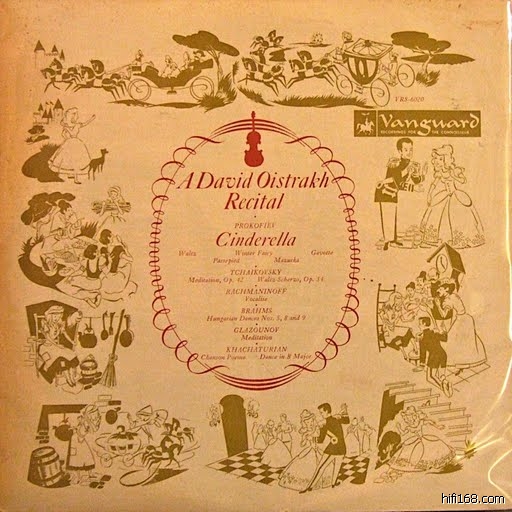 VRS-6020
Vanguard
RECORDINGS FOR THE CONNOISSEUR
A David Oistrakh
Recital
PROKOFIEV
Cinderella
Waltz Winter Fairy Gavotte
Passepied Mazurka
TCHAIKOVSKY
Meditation, Op. 42 Waltz-Scherzo, Op. 34
RACHMANINOFF
Vocalise
BRAHMS
Hungarian Dances Nos. 5, 8 and 9
GLAZOUNOV
Meditation
KHACHATURIAN
Chanson Poeme Dance in B Major
hifi168.com